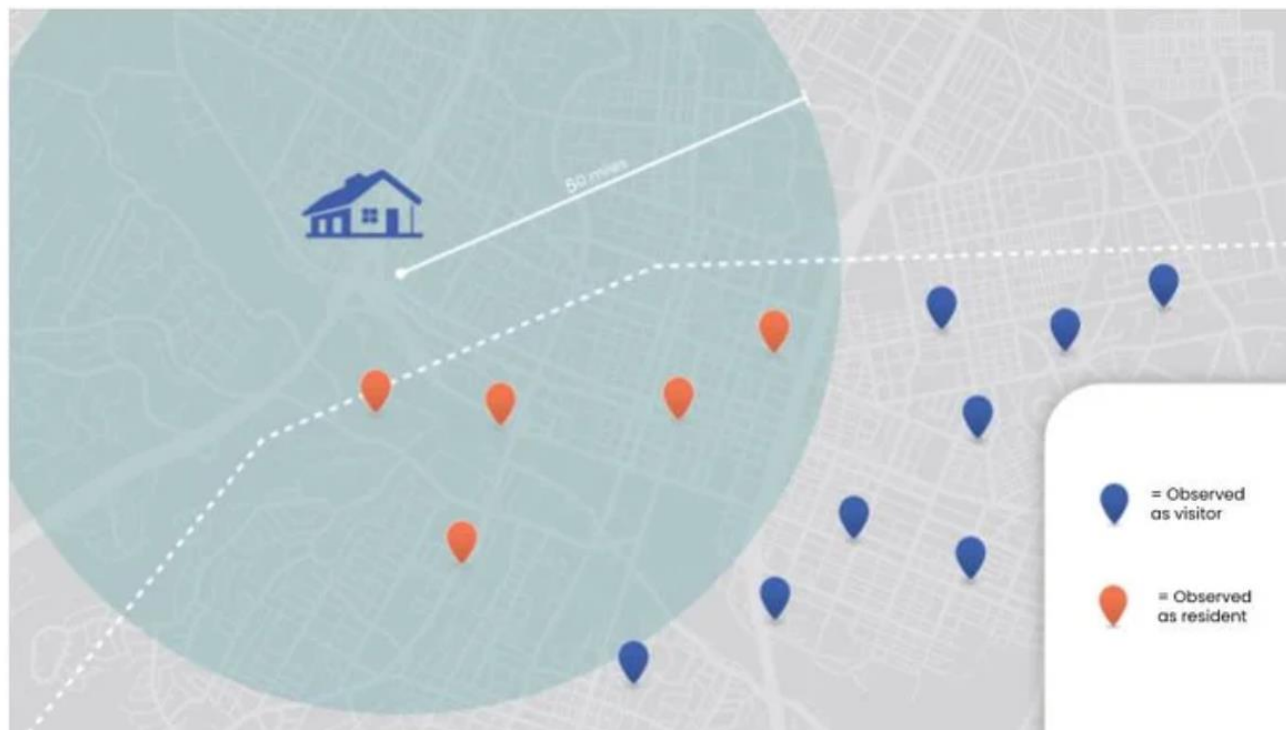 50 miles
= Observed
as visitor
= Observed
as resident